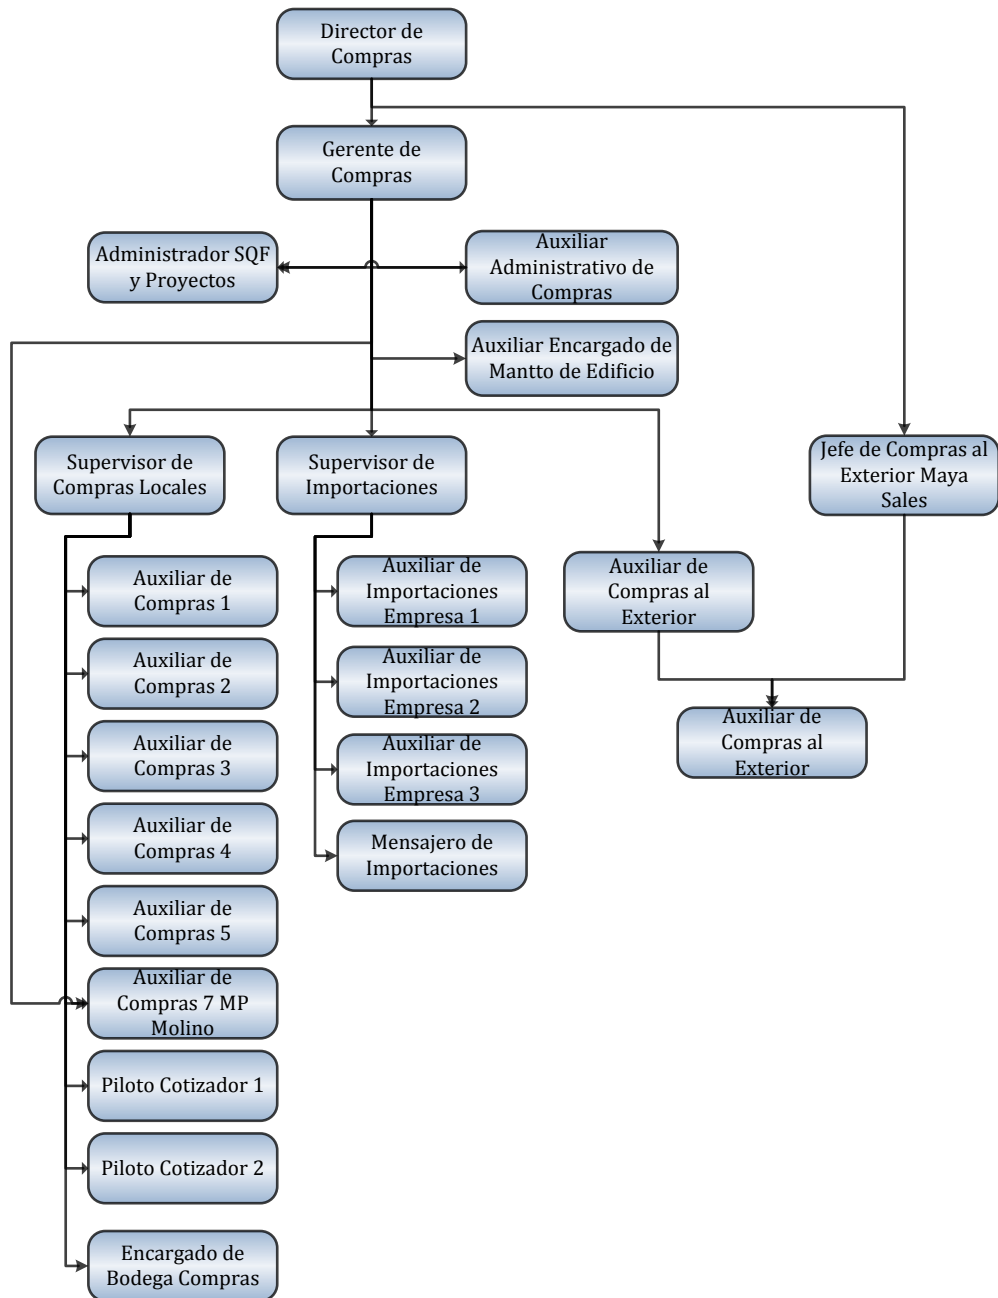 Director de
Compras
Gerente de
Compras
Administrador SQF
y Proyectos
Auxiliar
Administrativo de
Compras
Auxiliar Encargado de
Mantto de Edificio
Supervisor de
Compras Locales
Supervisor de
Importaciones
Jefe de Compras al
Exterior Maya
Sales
Auxiliar de
Compras 1
Auxiliar de
Importaciones
Empresa 1
Auxiliar de
Compras al
Exterior
Auxiliar de
Compras 2
Auxiliar de
Importaciones
Empresa 2
Auxiliar de
Compras al
Exterior
Auxiliar de
Compras 3
Auxiliar de
Importaciones
Empresa 3
Auxiliar de
Compras 4
Mensajero de
Importaciones
Auxiliar de
Compras 5
Auxiliar de
Compras 7 MP
Molino
Piloto Cotizador 1
Piloto Cotizador 2
Encargado de
Bodega Compras